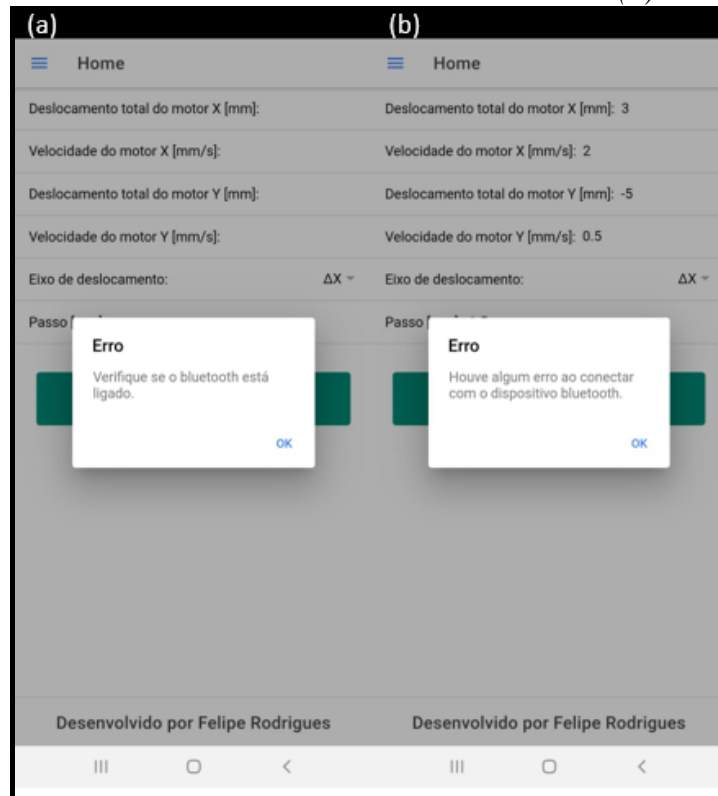 (a)
Home
Deslocamento total do motor X [mm]:
Velocidade do motor X [mm/s]:
Deslocamento total do motor Y [mm]:
Velocidade do motor Y [mm/s]:
Eixo de deslocamento: ΔX
Passo
Erro
Verifique se o bluetooth está
ligado.
OK
Desenvolvido por Felipe Rodrigues
(b)
Home
Deslocamento total do motor X [mm]: 3
Velocidade do motor X [mm/s]: 2
Deslocamento total do motor Y [mm]: -5
Velocidade do motor Y [mm/s]: 0.5
Eixo de deslocamento: ΔX
Passo
Erro
Houve algum erro ao conectar
com o dispositivo bluetooth.
OK
Desenvolvido por Felipe Rodrigues